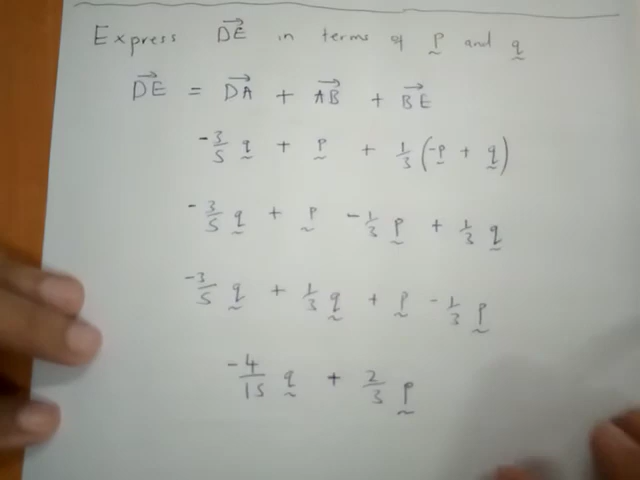 Express DE⃗ in terms of p̰ and q̰
DE⃗ = DA⃗ + AB⃗ + BE⃗
-3/5 q̰ + p̰ + 1/3 (-p̰ + q̰)
-3/5 q̰ + p̰ -1/3 p̰ + 1/3 q̰
-3/5 q̰ + 1/3 q̰ + p̰ -1/3 p̰
-4/15 q̰ + 2/3 p̰